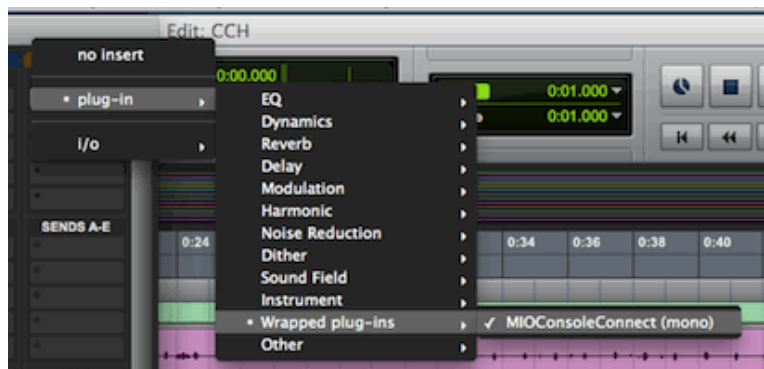 Edit: CCH
no insert
• plug-in
i/o
0:00.000
0:01.000
0:01.000
EQ
Dynamics
Reverb
Delay
Modulation
Harmonic
Noise Reduction
Dither
Sound Field
Instrument
• Wrapped plug-ins
Other
✓ MIOConsoleConnect (mono)
SENDS A-E
0:24
0:34
0:36
0:38
0:40